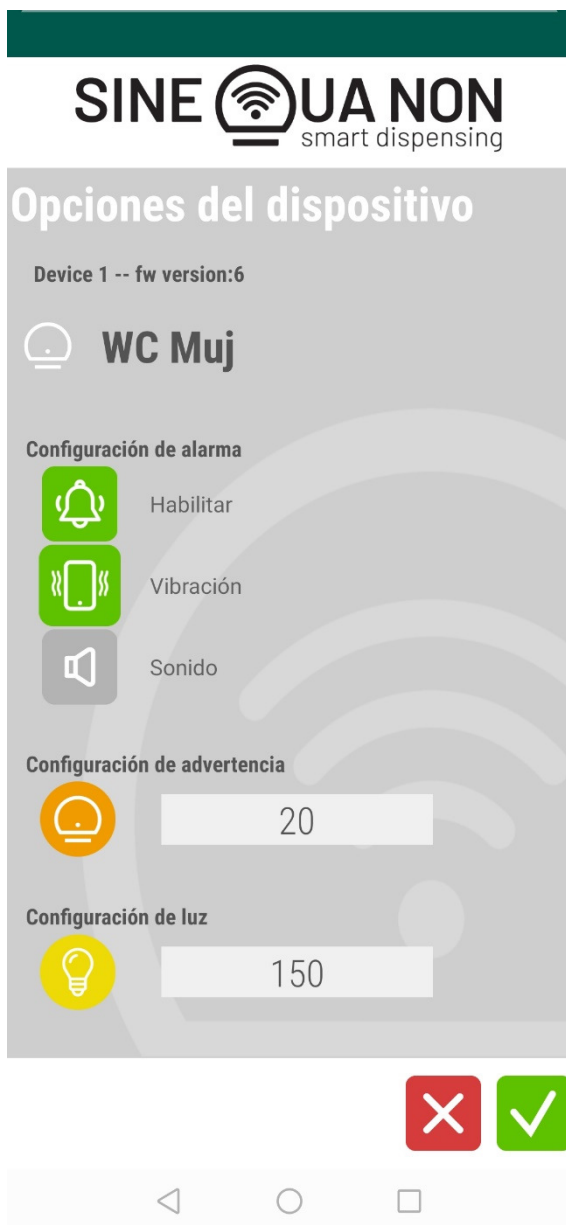 SINE QUA NON
smart dispensing
Opciones del dispositivo
Device 1 -- fw version:6
WC Muj
Configuración de alarma
Habilitar
Vibración
Sonido
Configuración de advertencia
20
Configuración de luz
150